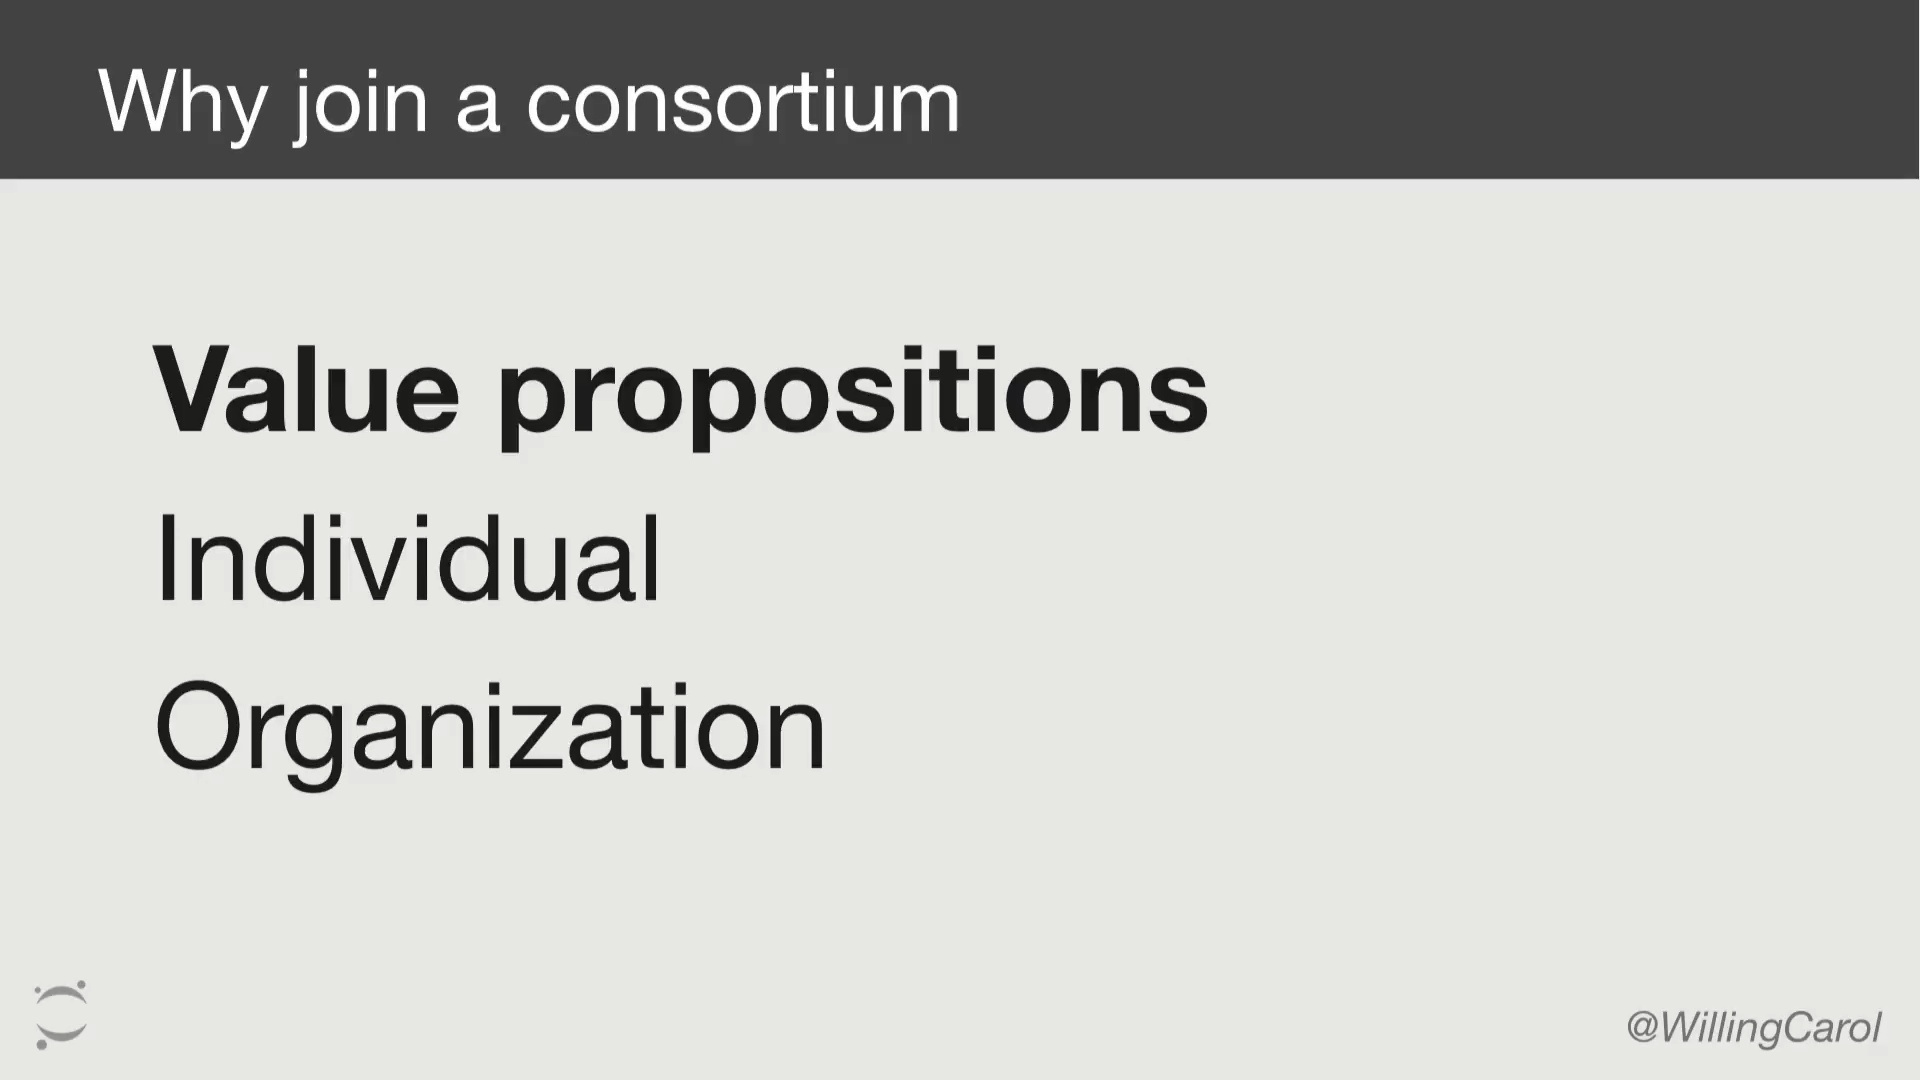 Why join a consortium
Value propositions
Individual
Organization
@WillingCarol